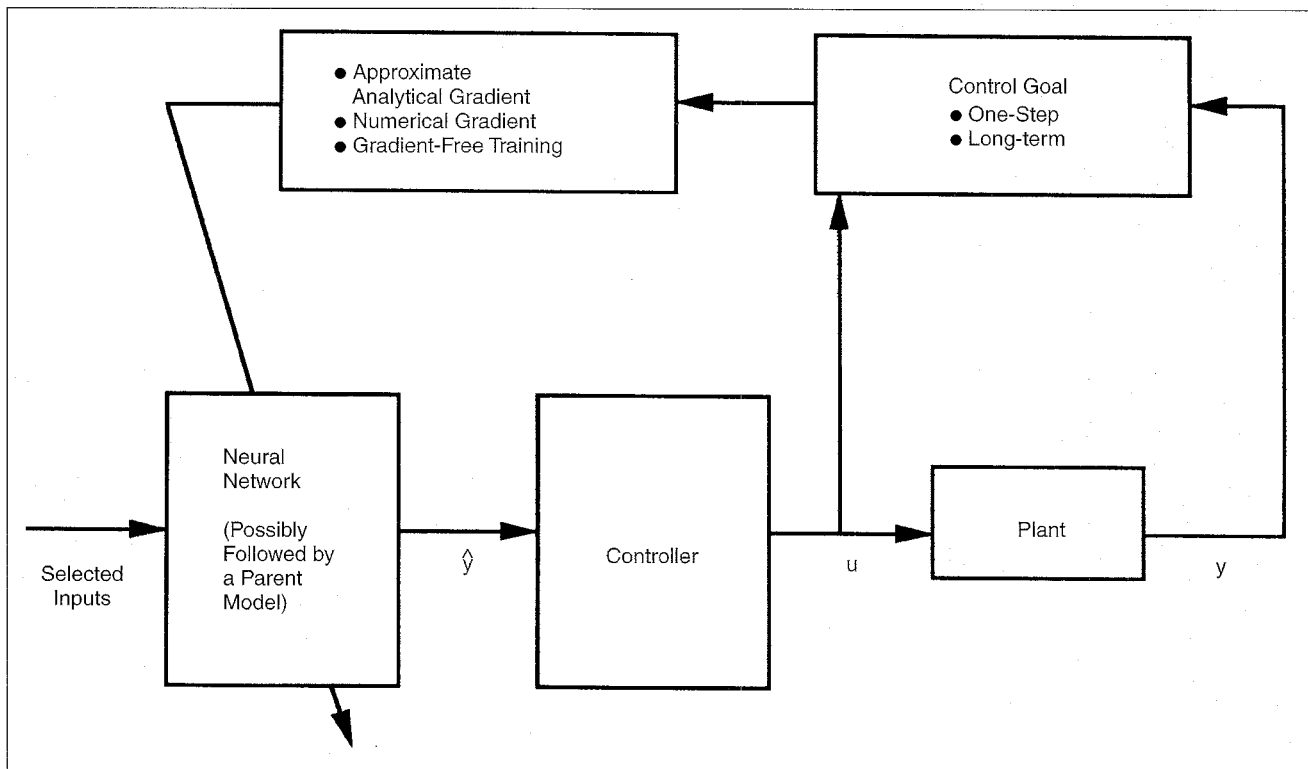 ● Approximate
Analytical Gradient
● Numerical Gradient
● Gradient-Free Training
Control Goal
● One-Step
● Long-term
Neural
Network
(Possibly
Followed by
a Parent
Model)
Selected
Inputs
ŷ
Controller
u
Plant
y